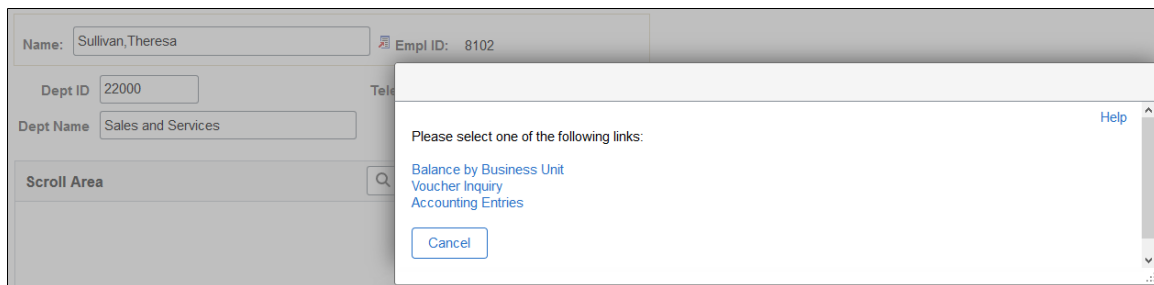 Name: Sullivan,Theresa Empl ID: 8102
Dept ID 22000 Tele
Dept Name Sales and Services
Scroll Area
Help
Please select one of the following links:
Balance by Business Unit
Voucher Inquiry
Accounting Entries
Cancel